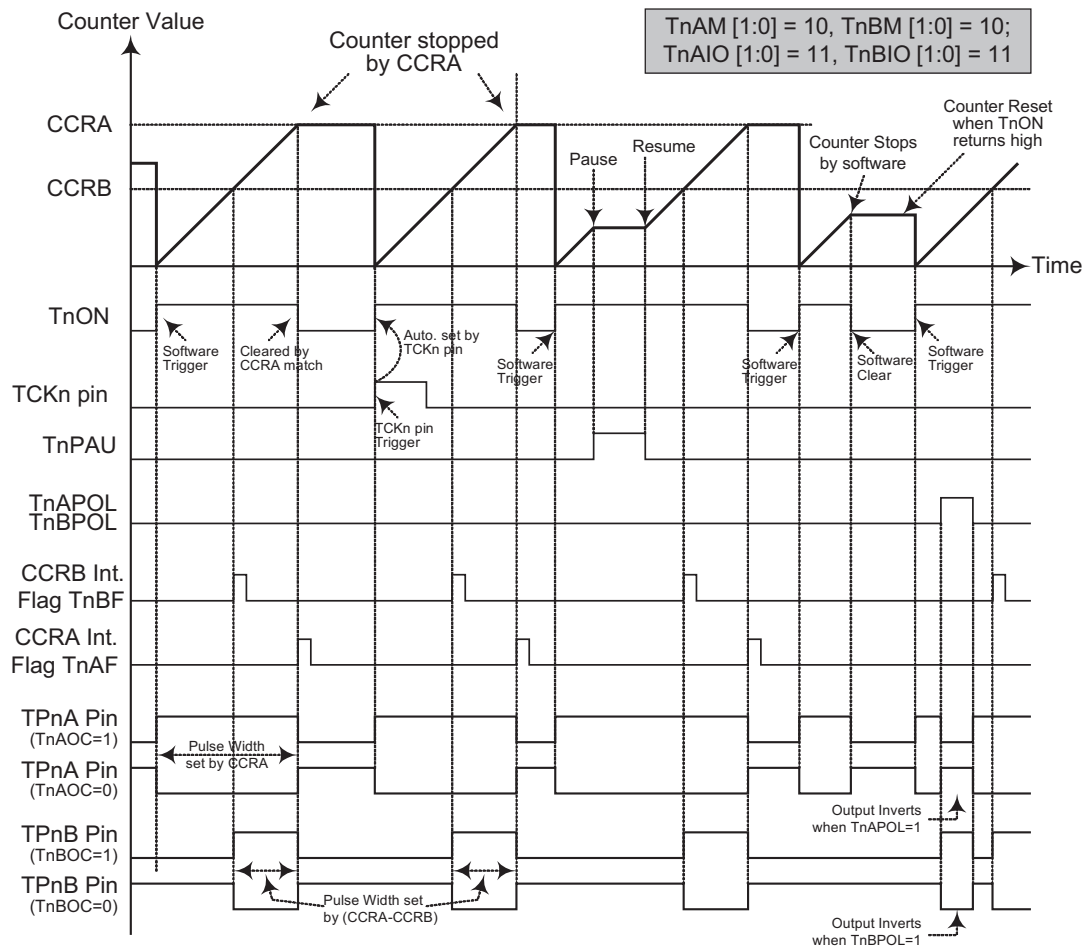 Counter Value
TnAM [1:0] = 10, TnBM [1:0] = 10;
TnAIO [1:0] = 11, TnBIO [1:0] = 11
Counter stopped
by CCRA
Counter Reset
when TnON
returns high
CCRA
Counter Stops
by software
Pause
Resume
CCRB
Time
TnON
Software
Trigger
Cleared by
CCRA match
Auto. set by
TCKn pin
Software
Trigger
Software
Trigger
Software
Clear
Software
Trigger
TCKn pin
TCKn pin
Trigger
TnPAU
TnAPOL
TnBPOL
CCRB Int.
Flag TnBF
CCRA Int.
Flag TnAF
TPnA Pin
(TnAOC=1)
Pulse Width
set by CCRA
TPnA Pin
(TnAOC=0)
Output Inverts
when TnAPOL=1
TPnB Pin
(TnBOC=1)
TPnB Pin
(TnBOC=0)
Pulse Width set
by (CCRA-CCRB)
Output Inverts
when TnBPOL=1